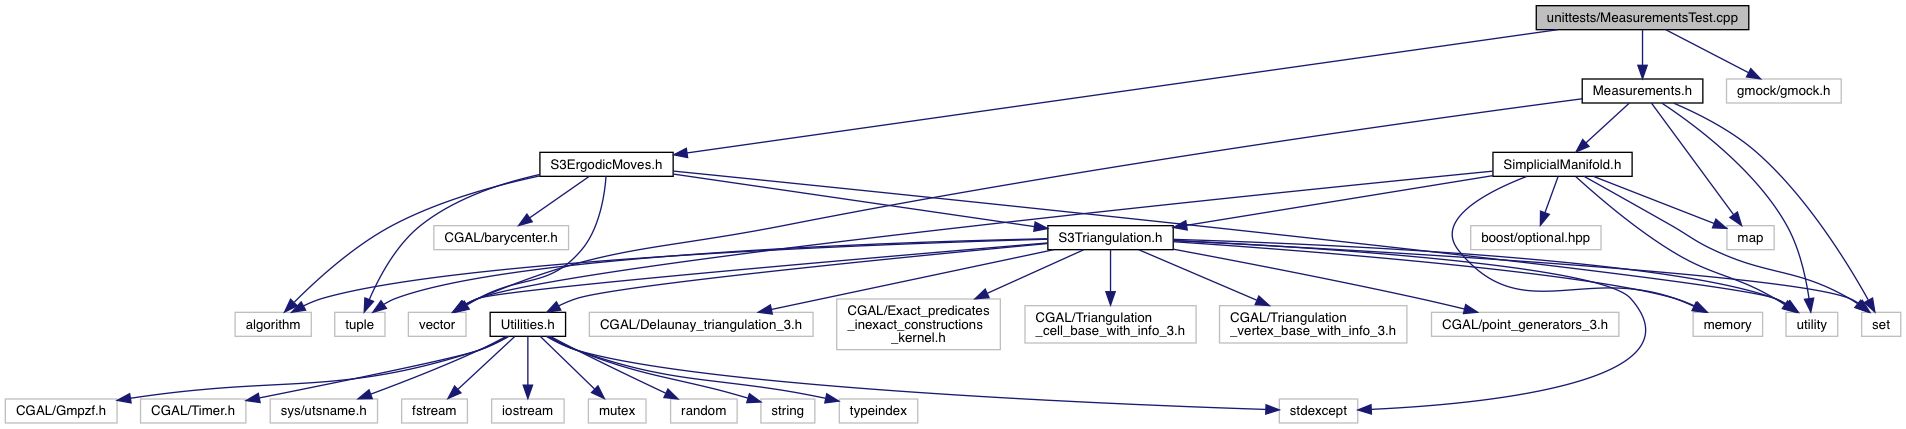 unittests/MeasurementsTest.cpp
Measurements.h
gmock/gmock.h
S3ErgodicMoves.h
SimplicialManifold.h
CGAL/barycenter.h
S3Triangulation.h
boost/optional.hpp
map
algorithm
tuple
vector
Utilities.h
CGAL/Delaunay_triangulation_3.h
CGAL/Exact_predicates
_inexact_constructions
_kernel.h
CGAL/Triangulation
_cell_base_with_info_3.h
CGAL/Triangulation
_vertex_base_with_info_3.h
CGAL/point_generators_3.h
memory
utility
set
CGAL/Gmpzf.h
CGAL/Timer.h
sys/utsname.h
fstream
iostream
mutex
random
string
typeindex
stdexcept